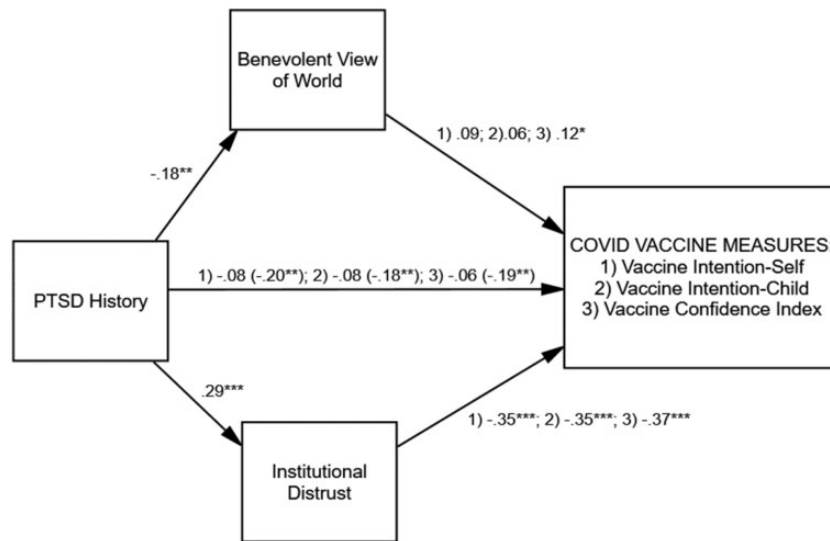 Benevolent View
of World
1) .09; 2).06; 3) .12*
-.18**
COVID VACCINE MEASURES:
1) Vaccine Intention-Self
2) Vaccine Intention-Child
3) Vaccine Confidence Index
PTSD History
1) -.08 (-.20**); 2) -.08 (-.18**); 3) -.06 (-.19**)
.29***
1) -.35***; 2) -.35***; 3) -.37***
Institutional
Distrust